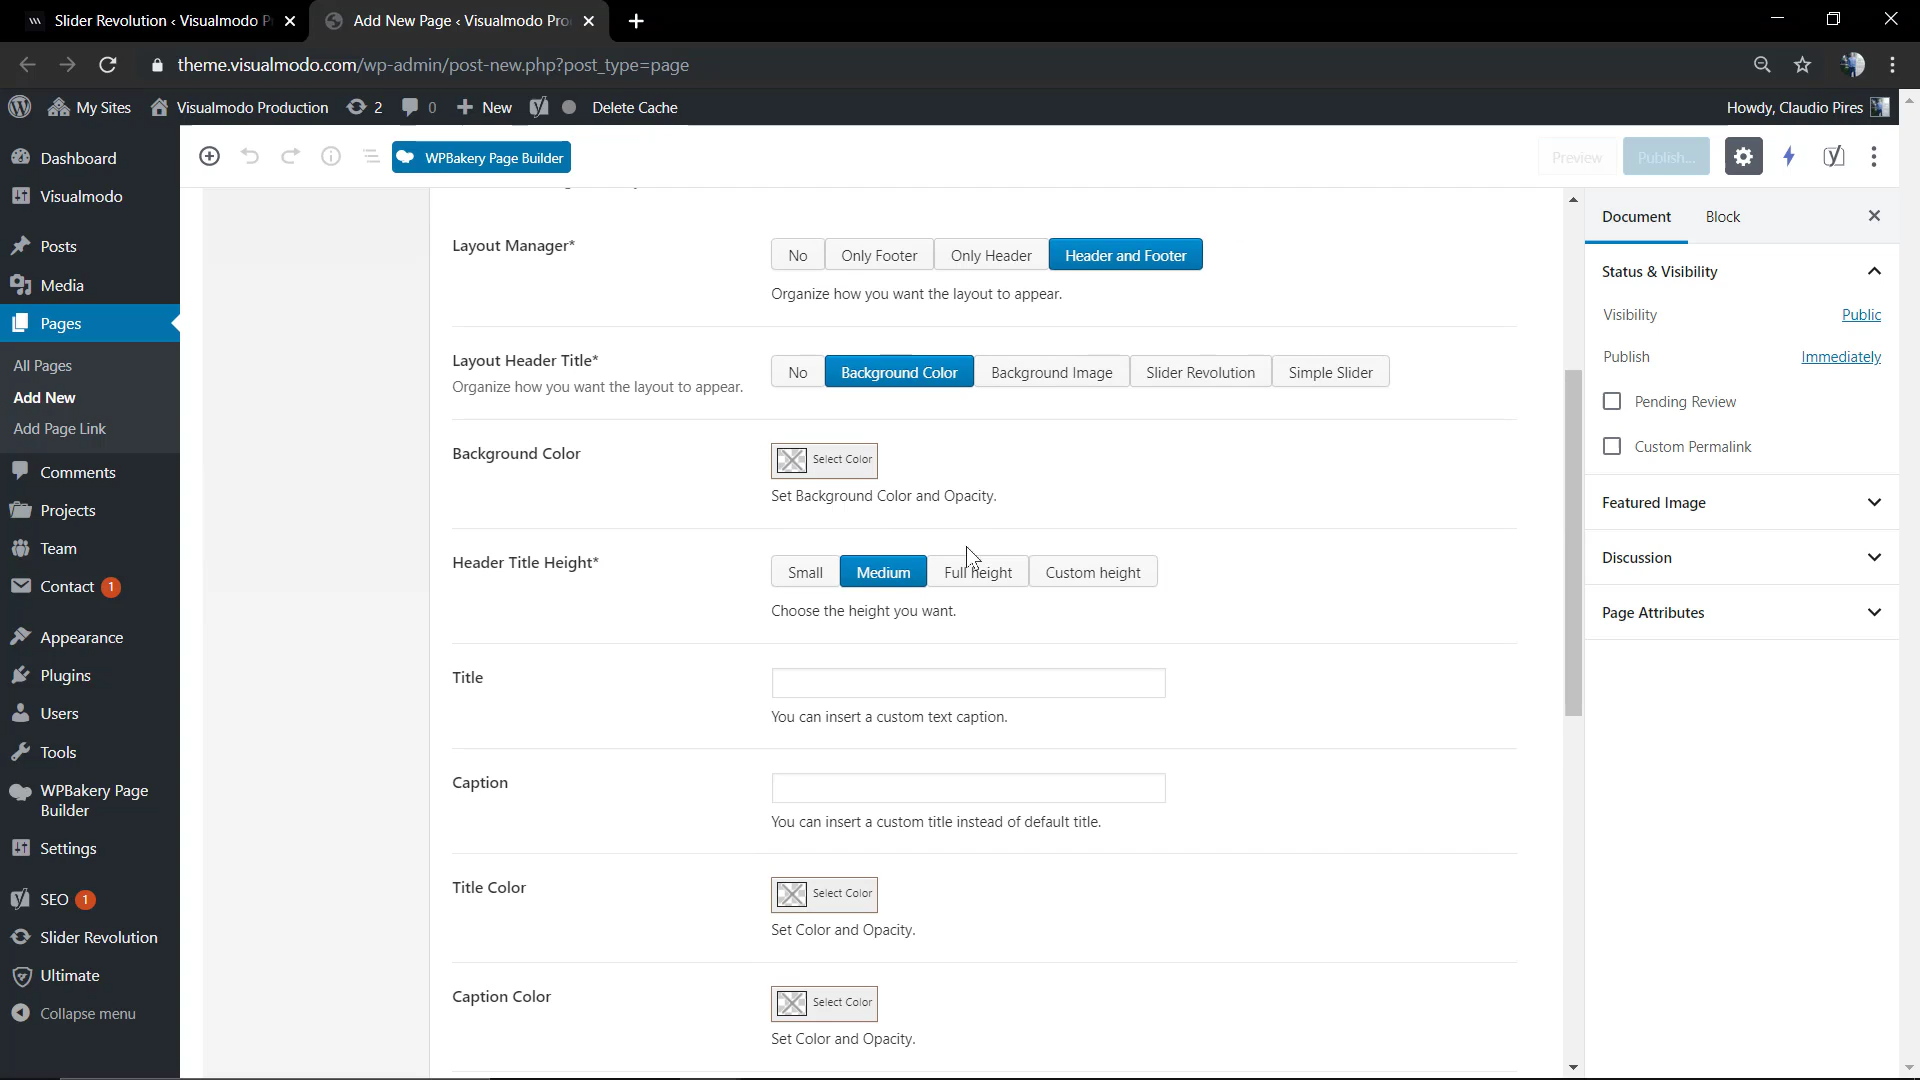 Slider Revolution ‹ Visualmodo P
Add New Page ‹ Visualmodo Pro
theme.visualmodo.com/wp-admin/post-new.php?post_type=page
My Sites
Visualmodo Production
2
0
New
Delete Cache
Howdy, Claudio Pires
Dashboard
Visualmodo
Posts
Media
Pages
All Pages
Add New
Add Page Link
Comments
Projects
Team
Contact 1
Appearance
Plugins
Users
Tools
WPBakery Page
Builder
Settings
SEO 1
Slider Revolution
Ultimate
Collapse menu
WPBakery Page Builder
Preview
Publish...
Layout Manager*
No
Only Footer
Only Header
Header and Footer
Organize how you want the layout to appear.
Layout Header Title*
Organize how you want the layout to appear.
No
Background Color
Background Image
Slider Revolution
Simple Slider
Background Color
Select Color
Set Background Color and Opacity.
Header Title Height*
Small
Medium
Full height
Custom height
Choose the height you want.
Title
You can insert a custom text caption.
Caption
You can insert a custom title instead of default title.
Title Color
Select Color
Set Color and Opacity.
Caption Color
Select Color
Set Color and Opacity.
Document
Block
Status & Visibility
Visibility
Public
Publish
Immediately
Pending Review
Custom Permalink
Featured Image
Discussion
Page Attributes